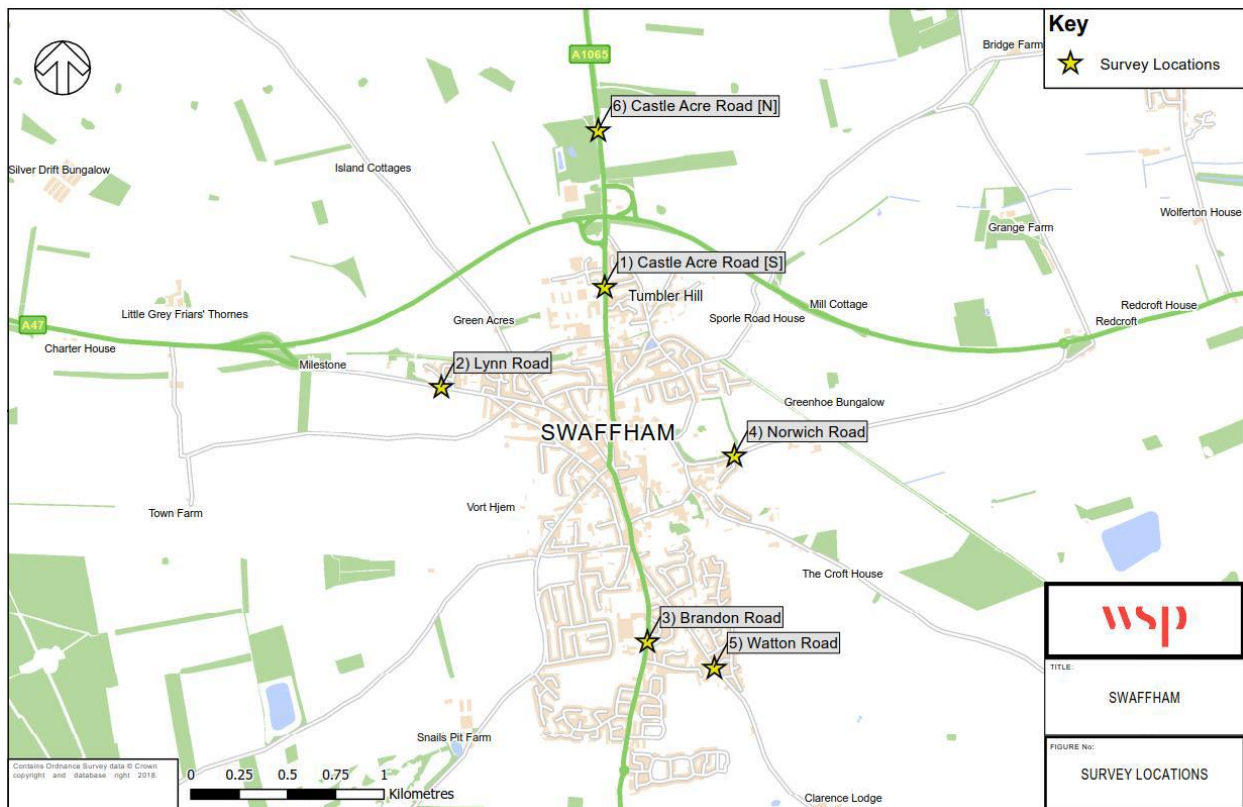 Key
Survey Locations
A1065
Bridge Farm
6) Castle Acre Road [N]
Silver Drift Bungalow
Island Cottages
Wolferton House
Grange Farm
1) Castle Acre Road [S]
Tumbler Hill
Mill Cottage
Redcroft House
Little Grey Friars' Thornes
Green Acres
Sporle Road House
Redcroft
A47
Charter House
Milestone
2) Lynn Road
Greenhoe Bungalow
SWAFFHAM
4) Norwich Road
Town Farm
Vort Hjem
The Croft House
3) Brandon Road
5) Watton Road
wsp
TITLE:
SWAFFHAM
Snails Pit Farm
FIGURE No:
SURVEY LOCATIONS
Contains Ordnance Survey data © Crown
copyright and database right 2018.
0 0.25 0.5 0.75 1
Kilometres
Clarence Lodge